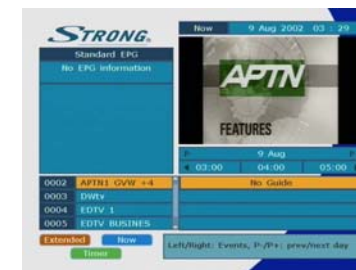 STRONG.
Standard EPG
No EPG information
Now 9 Aug 2002 03 : 29
APTN
FEATURES
9 Aug
03:00 04:00 05:00
0002 APTN1 GVW +4 No Guide
0003 DWtv
0004 EDTV 1
0005 EDTV BUSINES
Extended Now
Timer
Left/Right: Events, P-/P+: prev/next day